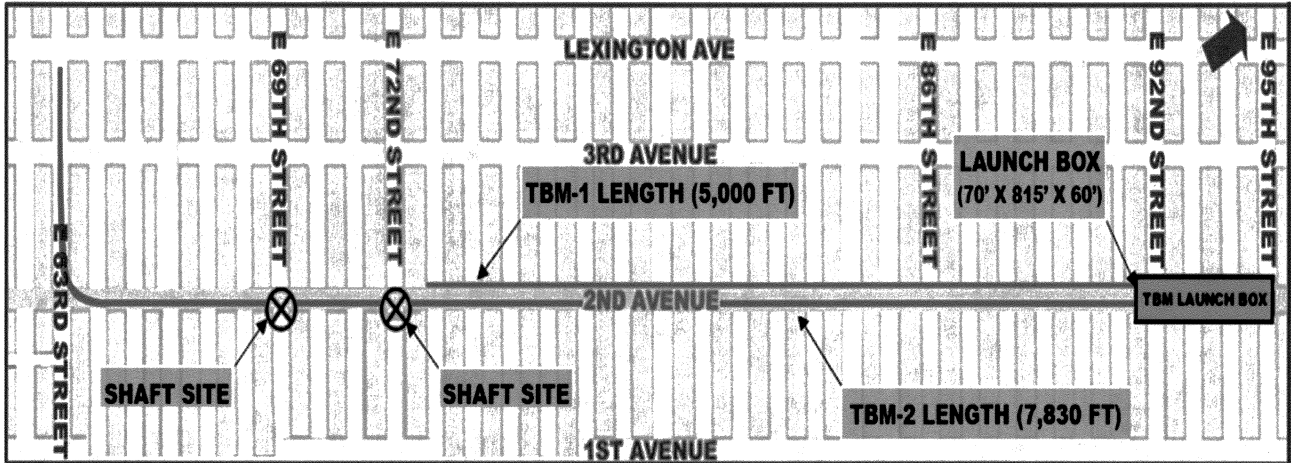 LEXINGTON AVE
E 69TH STREET
E 72ND STREET
E 86TH STREET
E 92ND STREET
E 95TH STREET
3RD AVENUE
LAUNCH BOX
(70' X 815' X 60')
TBM-1 LENGTH (5,000 FT)
E 63RD STREET
2ND AVENUE
TBM LAUNCH BOX
SHAFT SITE
SHAFT SITE
TBM-2 LENGTH (7,830 FT)
1ST AVENUE